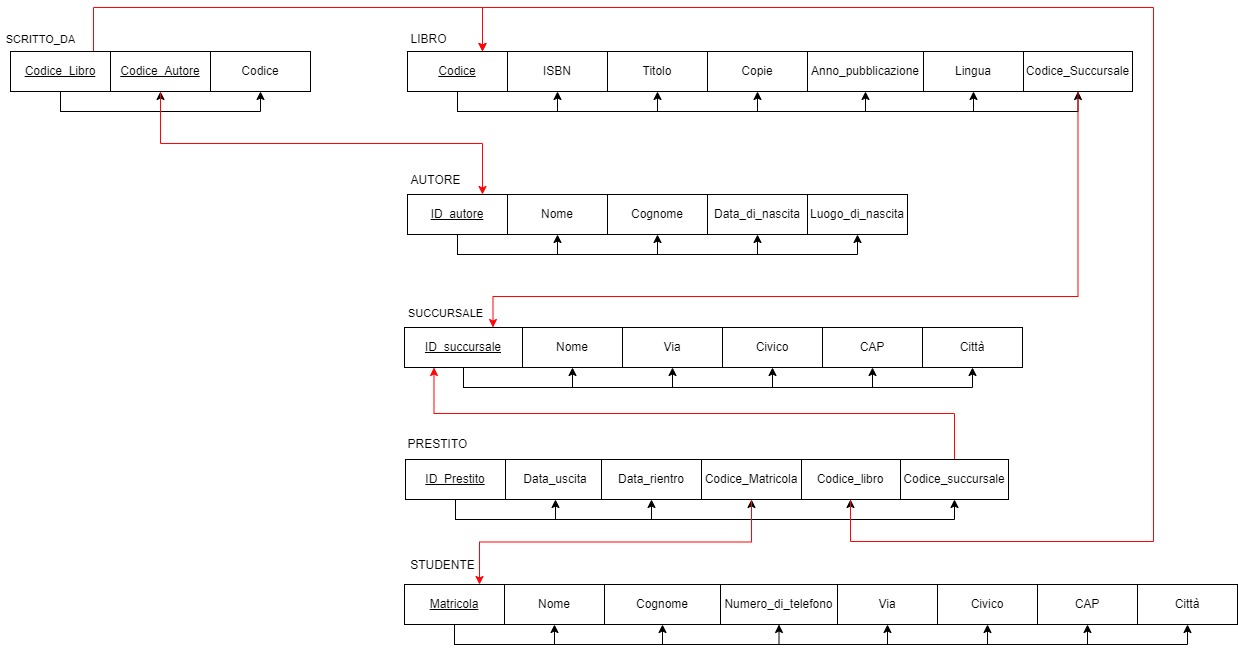 SCRITTO_DA
Codice_Libro Codice_Autore Codice
LIBRO
Codice ISBN Titolo Copie Anno_pubblicazione Lingua Codice_Succursale
AUTORE
ID_autore Nome Cognome Data_di_nascita Luogo_di_nascita
SUCCURSALE
ID_succursale Nome Via Civico CAP Città
PRESTITO
ID_Prestito Data_uscita Data_rientro Codice_Matricola Codice_libro Codice_succursale
STUDENTE
Matricola Nome Cognome Numero_di_telefono Via Civico CAP Città